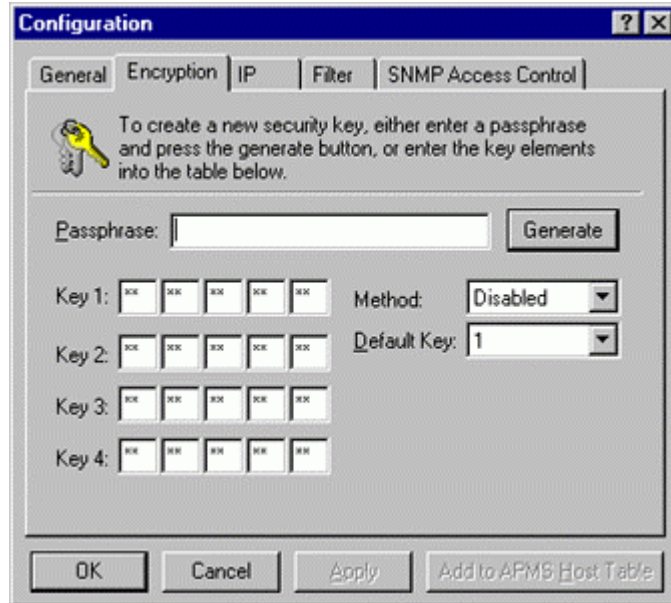 Configuration
General Encryption IP Filter SNMP Access Control
To create a new security key, either enter a passphrase
and press the generate button, or enter the key elements
into the table below.
Passphrase: Generate
Key 1: ** ** ** ** ** Method: Disabled
Default Key: 1
Key 2: ** ** ** ** **
Key 3: ** ** ** ** **
Key 4: ** ** ** ** **
OK Cancel Apply Add to APMS Host Table